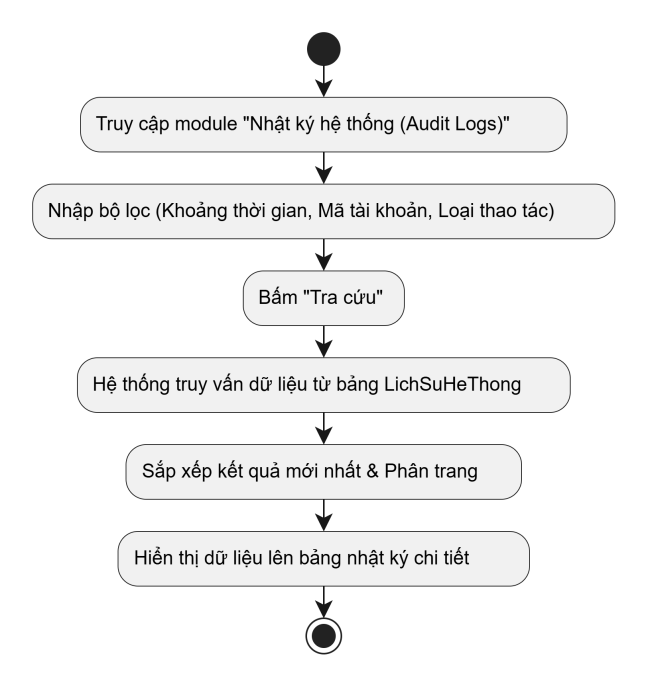 Truy cập module "Nhật ký hệ thống (Audit Logs)"
Nhập bộ lọc (Khoảng thời gian, Mã tài khoản, Loại thao tác)
Bấm "Tra cứu"
Hệ thống truy vấn dữ liệu từ bảng LichSuHeThong
Sắp xếp kết quả mới nhất & Phân trang
Hiển thị dữ liệu lên bảng nhật ký chi tiết